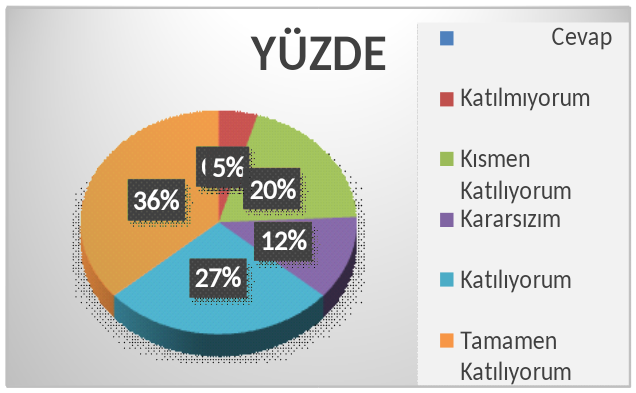 YÜZDE
Cevap
Katılmıyorum
Kısmen
Katılıyorum
Kararsızım
Katılıyorum
Tamamen
Katılıyorum
5%
20%
36%
12%
27%